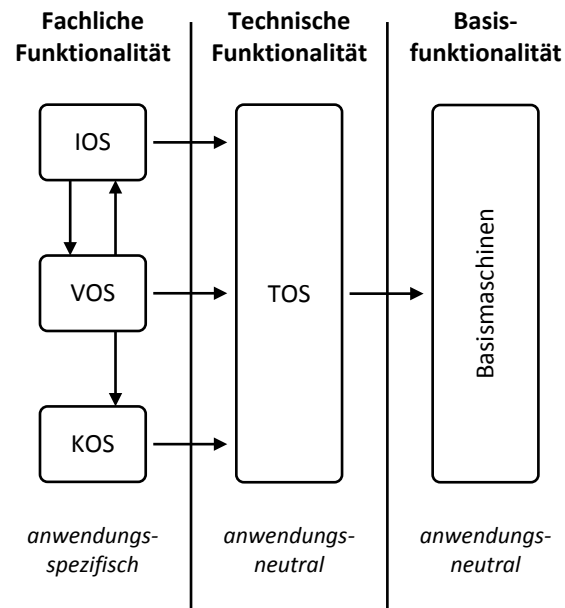 Fachliche
Funktionalität
Technische
Funktionalität
Basis-
funktionalität
IOS
VOS
KOS
TOS
Basismaschinen
anwendungs-
spezifisch
anwendungs-
neutral
anwendungs-
neutral